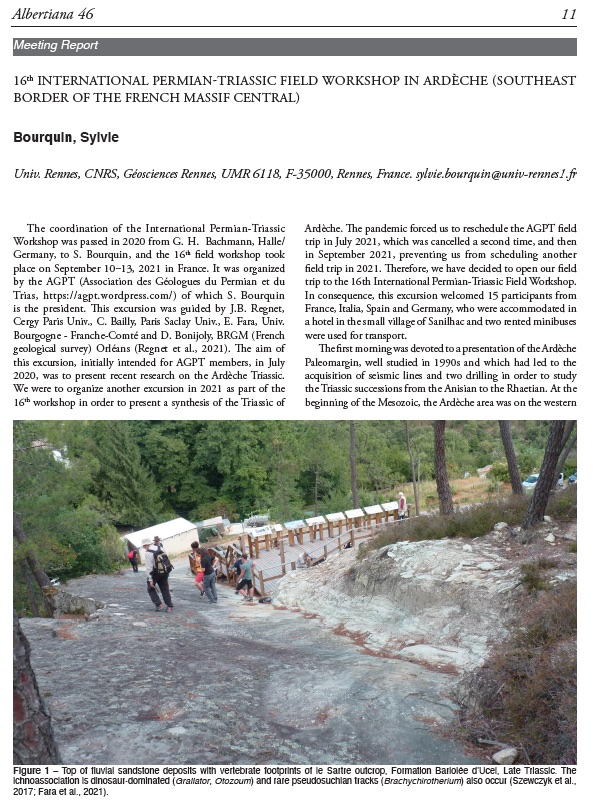 Albertiana 46
11
Meeting Report
16th INTERNATIONAL PERMIAN-TRIASSIC FIELD WORKSHOP IN ARDÈCHE (SOUTHEAST
BORDER OF THE FRENCH MASSIF CENTRAL)
Bourquin, Sylvie
Univ. Rennes, CNRS, Géosciences Rennes, UMR 6118, F-35000, Rennes, France. sylvie.bourquin@univ-rennes1.fr
The coordination of the International Permian-Triassic
Workshop was passed in 2020 from G. H. Bachmann, Halle/
Germany, to S. Bourquin, and the 16th field workshop took
place on September 10–13, 2021 in France. It was organized
by the AGPT (Association des Géologues du Permien et du
Trias, https://agpt.wordpress.com/) of which S. Bourquin
is the president. This excursion was guided by J.B. Regnet,
Cergy Paris Univ., C. Bailly, Paris Saclay Univ., E. Fara, Univ.
Bourgogne - Franche-Comté and D. Bonijoly, BRGM (French
geological survey) Orléans (Regnet et al., 2021). The aim of
this excursion, initially intended for AGPT members, in July
2020, was to present recent research on the Ardèche Triassic.
We were to organize another excursion in 2021 as part of the
16th workshop in order to present a synthesis of the Triassic of
Ardèche. The pandemic forced us to reschedule the AGPT field
trip in July 2021, which was cancelled a second time, and then
in September 2021, preventing us from scheduling another
field trip in 2021. Therefore, we have decided to open our field
trip to the 16th International Permian-Triassic Field Workshop.
In consequence, this excursion welcomed 15 participants from
France, Italia, Spain and Germany, who were accommodated in
a hotel in the small village of Sanilhac and two rented minibuses
were used for transport.
The first morning was devoted to a presentation of the Ardèche
Paleomargin, well studied in 1990s and which had led to the
acquisition of seismic lines and two drilling in order to study
the Triassic successions from the Anisian to the Rhaetian. At the
beginning of the Mesozoic, the Ardèche area was on the western
Figure 1 – Top of fluvial sandstone deposits with vertebrate footprints of le Sartre outcrop, Formation Bariolée d'Ucel, Late Triassic. The
ichnoassociation is dinosaur-dominated (Grallator, Otozoum) and rare pseudosuchian tracks (Brachychirotherium) also occur (Szewczyk et al.,
2017; Fara et al., 2021).